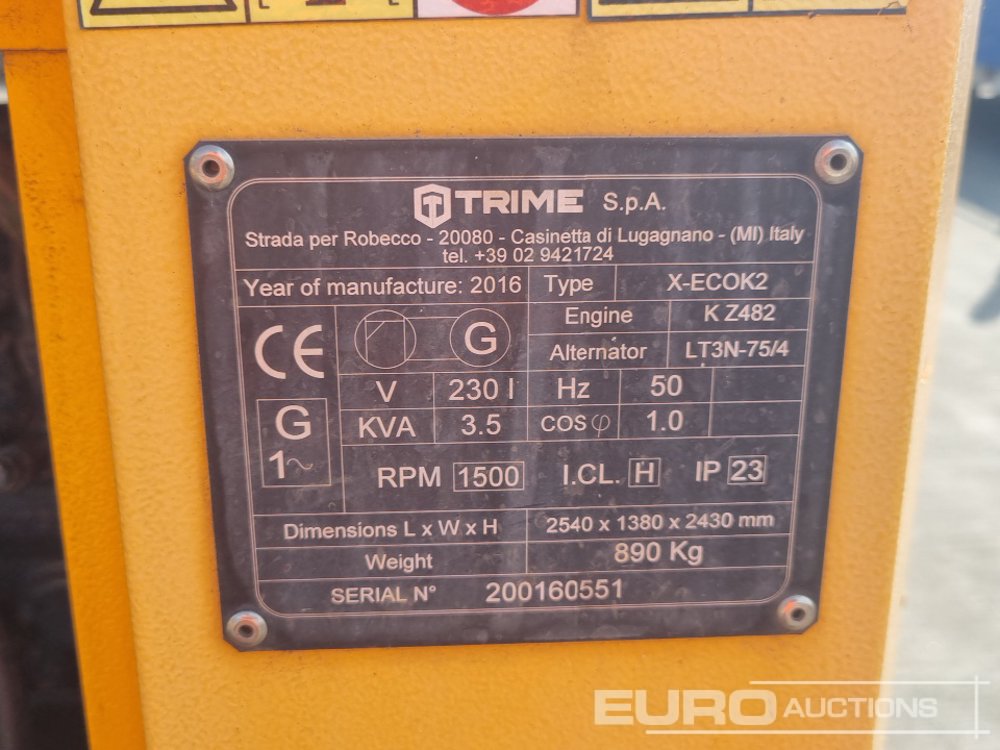 TRIME S.p.A.
Strada per Robecco - 20080 - Casinetta di Lugagnano - (MI) Italy
tel. +39 02 9421724
Year of manufacture: 2016 Type X-ECOK2
Engine K Z482
G
Alternator LT3N-75/4
CE
V 230 I Hz 50
KVA 3.5 COS φ 1.0
G
1~
RPM 1500 I.CL. H IP 23
Dimensions L x W x H 2540 x 1380 x 2430 mm
Weight 890 Kg
SERIAL N° 200160551
EURO AUCTIONS